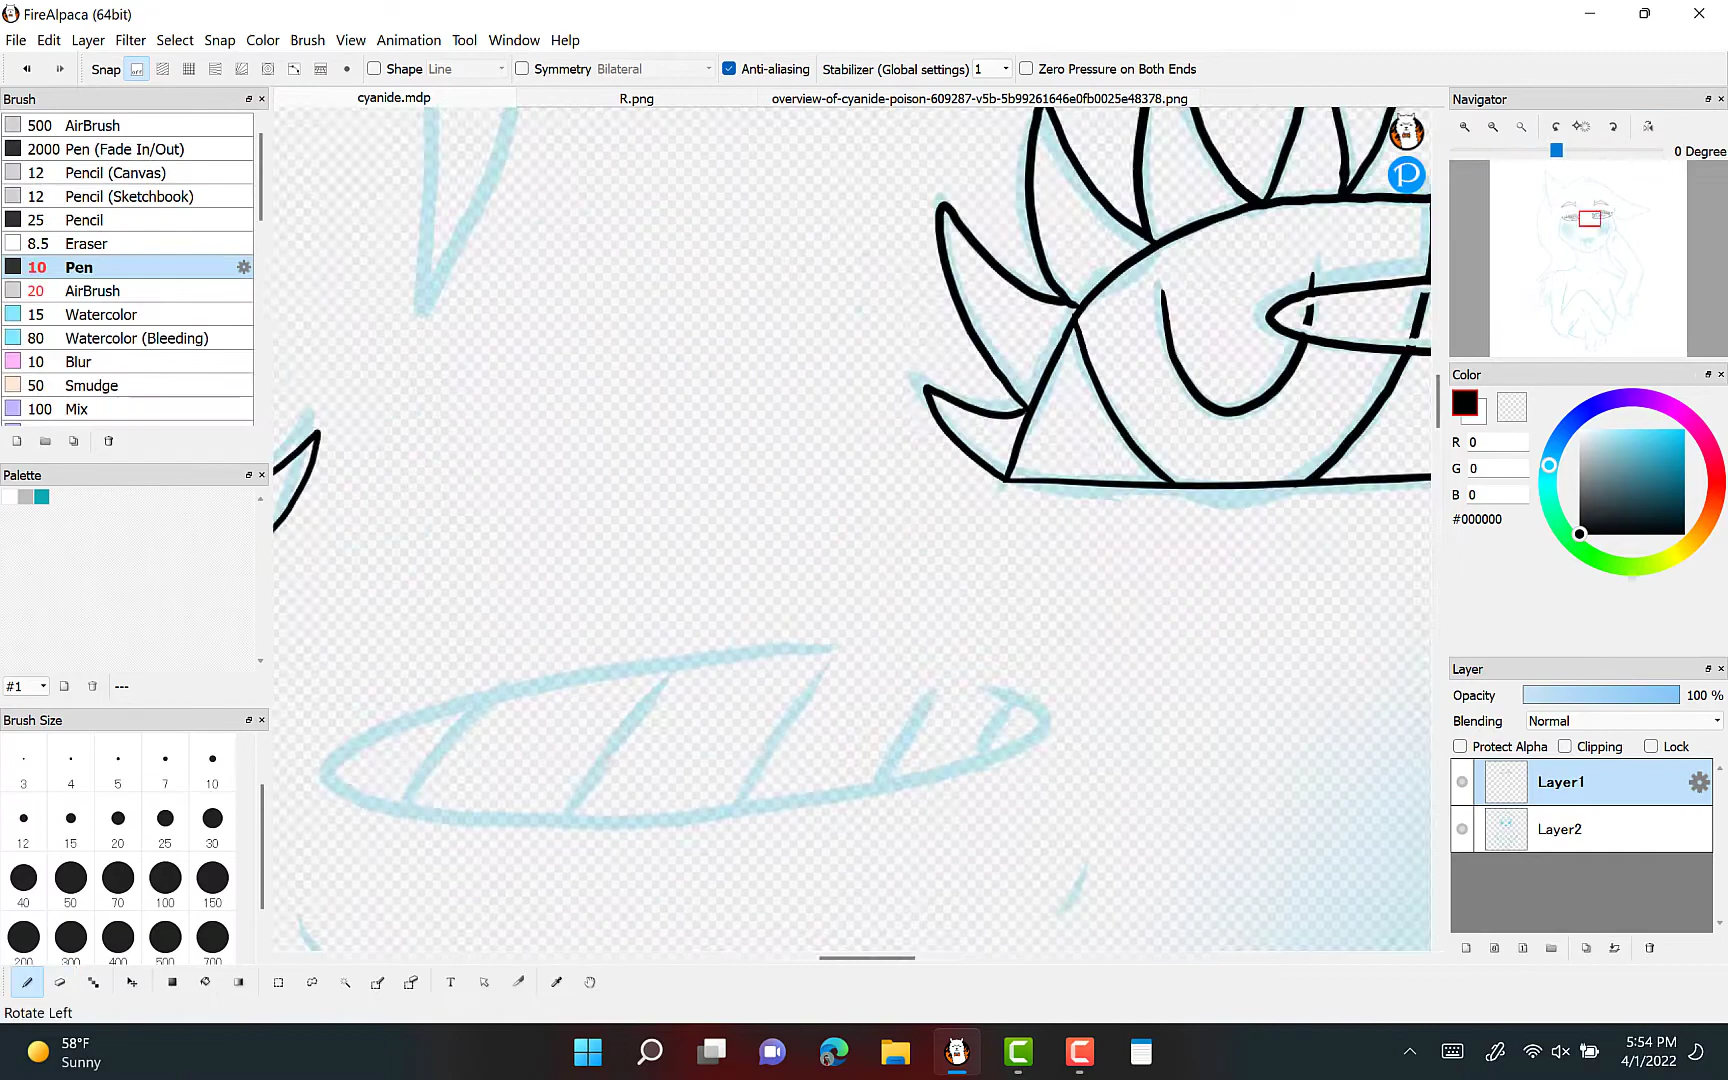 FireAlpaca (64bit)
File Edit Layer Filter Select Snap Color Brush View Animation Tool Window Help
Snap off Shape Line Symmetry Bilateral Anti-aliasing Stabilizer (Global settings) 1 Zero Pressure on Both Ends
Brush
cyanide.mdp R.png overview-of-cyanide-poison-609287-v5b-5b99261646e0fb0025e48378.png
Navigator
500 AirBrush
2000 Pen (Fade In/Out)
12 Pencil (Canvas)
12 Pencil (Sketchbook)
25 Pencil
8.5 Eraser
10 Pen
20 AirBrush
15 Watercolor
80 Watercolor (Bleeding)
10 Blur
50 Smudge
100 Mix
0 Degree
Color
R 0
G 0
B 0
#000000
Palette
#1 ---
Brush Size
3 4 5 7 10
12 15 20 25 30
40 50 70 100 150
200 300 400 500 700
Layer
Opacity 100 %
Blending Normal
Protect Alpha Clipping Lock
Layer1
Layer2
T
Rotate Left
58°F
Sunny
5:54 PM
4/1/2022